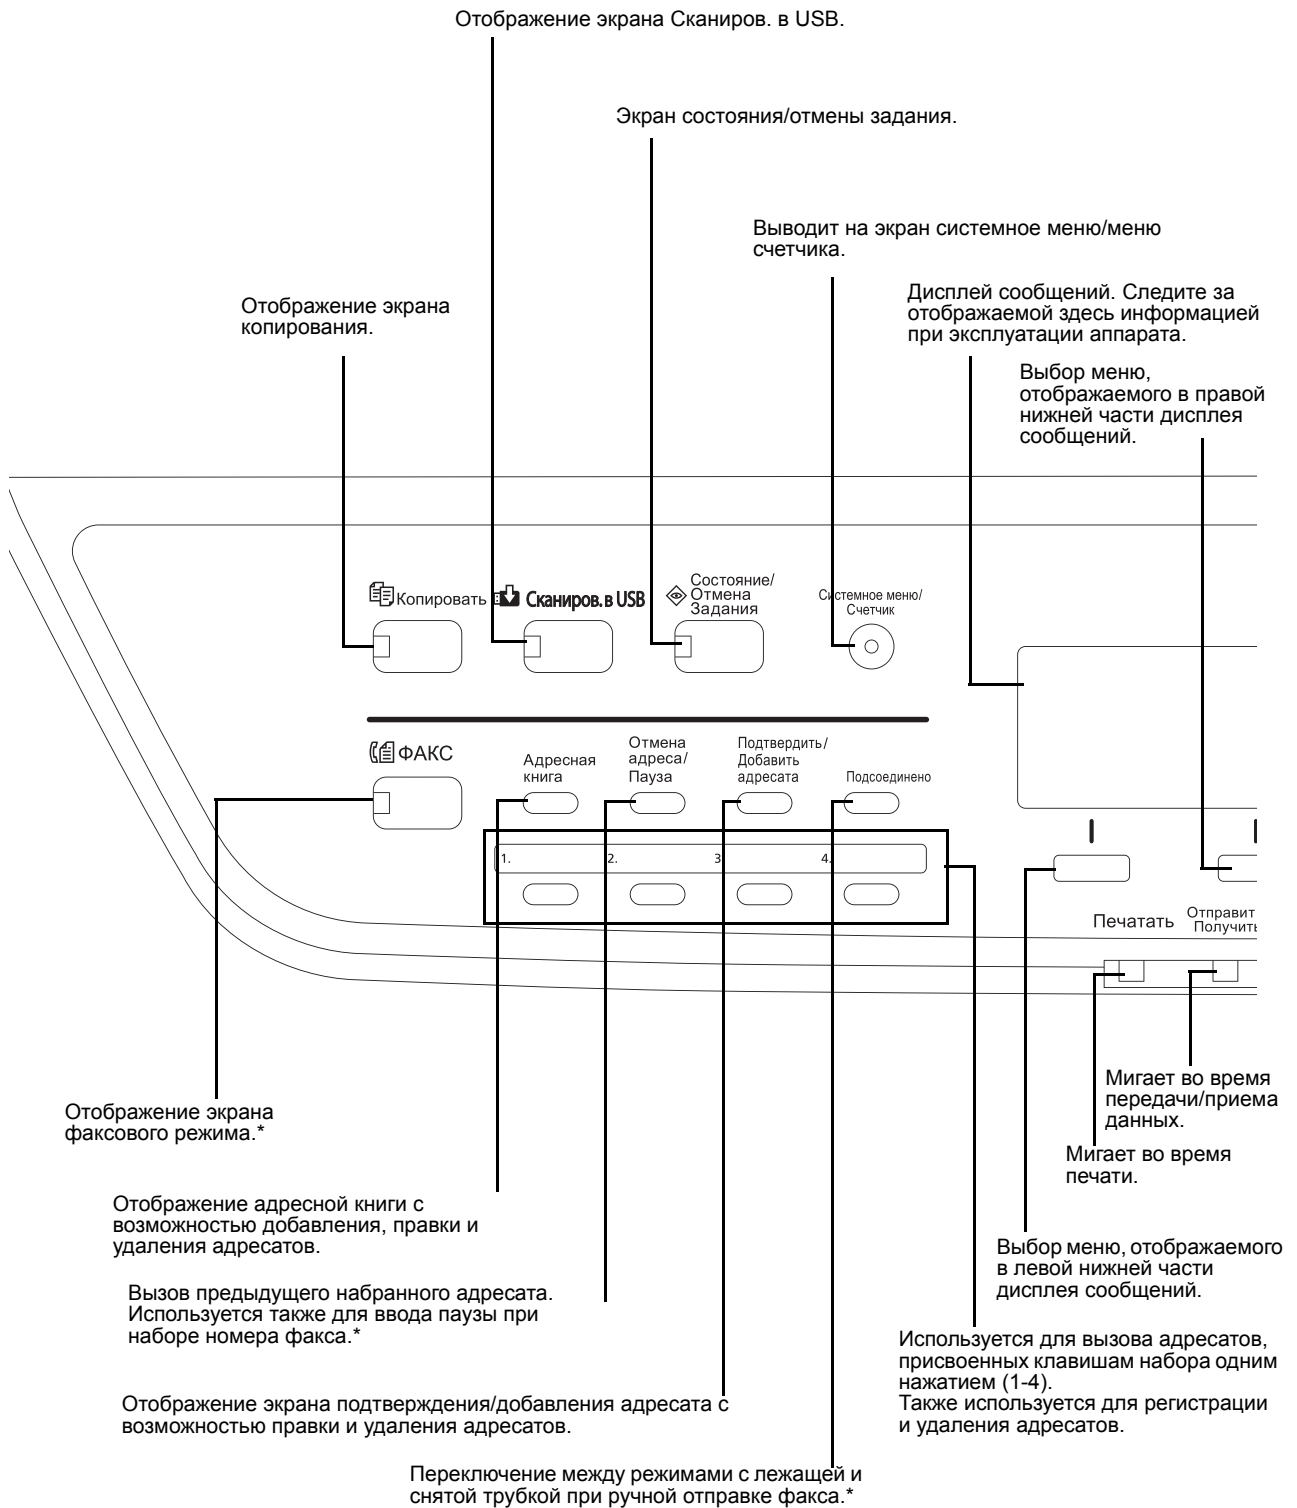 Отображение экрана Сканиров. в USB.
Экран состояния/отмены задания.
Выводит на экран системное меню/меню
счетчика.
Отображение экрана
копирования.
Дисплей сообщений. Следите за
отображаемой здесь информацией
при эксплуатации аппарата.
Выбор меню,
отображаемого в правой
нижней части дисплея
сообщений.
Копировать
Сканиров. в USB
Состояние/
Отмена
Задания
Системное меню/
Счетчик
ФАКС
Адресная
книга
Отмена
адреса/
Пауза
Подтвердить/
Добавить
адресата
Подсоединено
1. 2. 3 4.
Печатать
Отправит
Получить
Мигает во время
передачи/приема
данных.
Мигает во время
печати.
Отображение экрана
факсового режима.*
Отображение адресной книги с
возможностью добавления, правки и
удаления адресатов.
Выбор меню, отображаемого
в левой нижней части
дисплея сообщений.
Вызов предыдущего набранного адресата.
Используется также для ввода паузы при
наборе номера факса.*
Используется для вызова адресатов,
присвоенных клавишам набора одним
нажатием (1-4).
Также используется для регистрации
и удаления адресатов.
Отображение экрана подтверждения/добавления адресата с
возможностью правки и удаления адресатов.
Переключение между режимами с лежащей и
снятой трубкой при ручной отправке факса.*